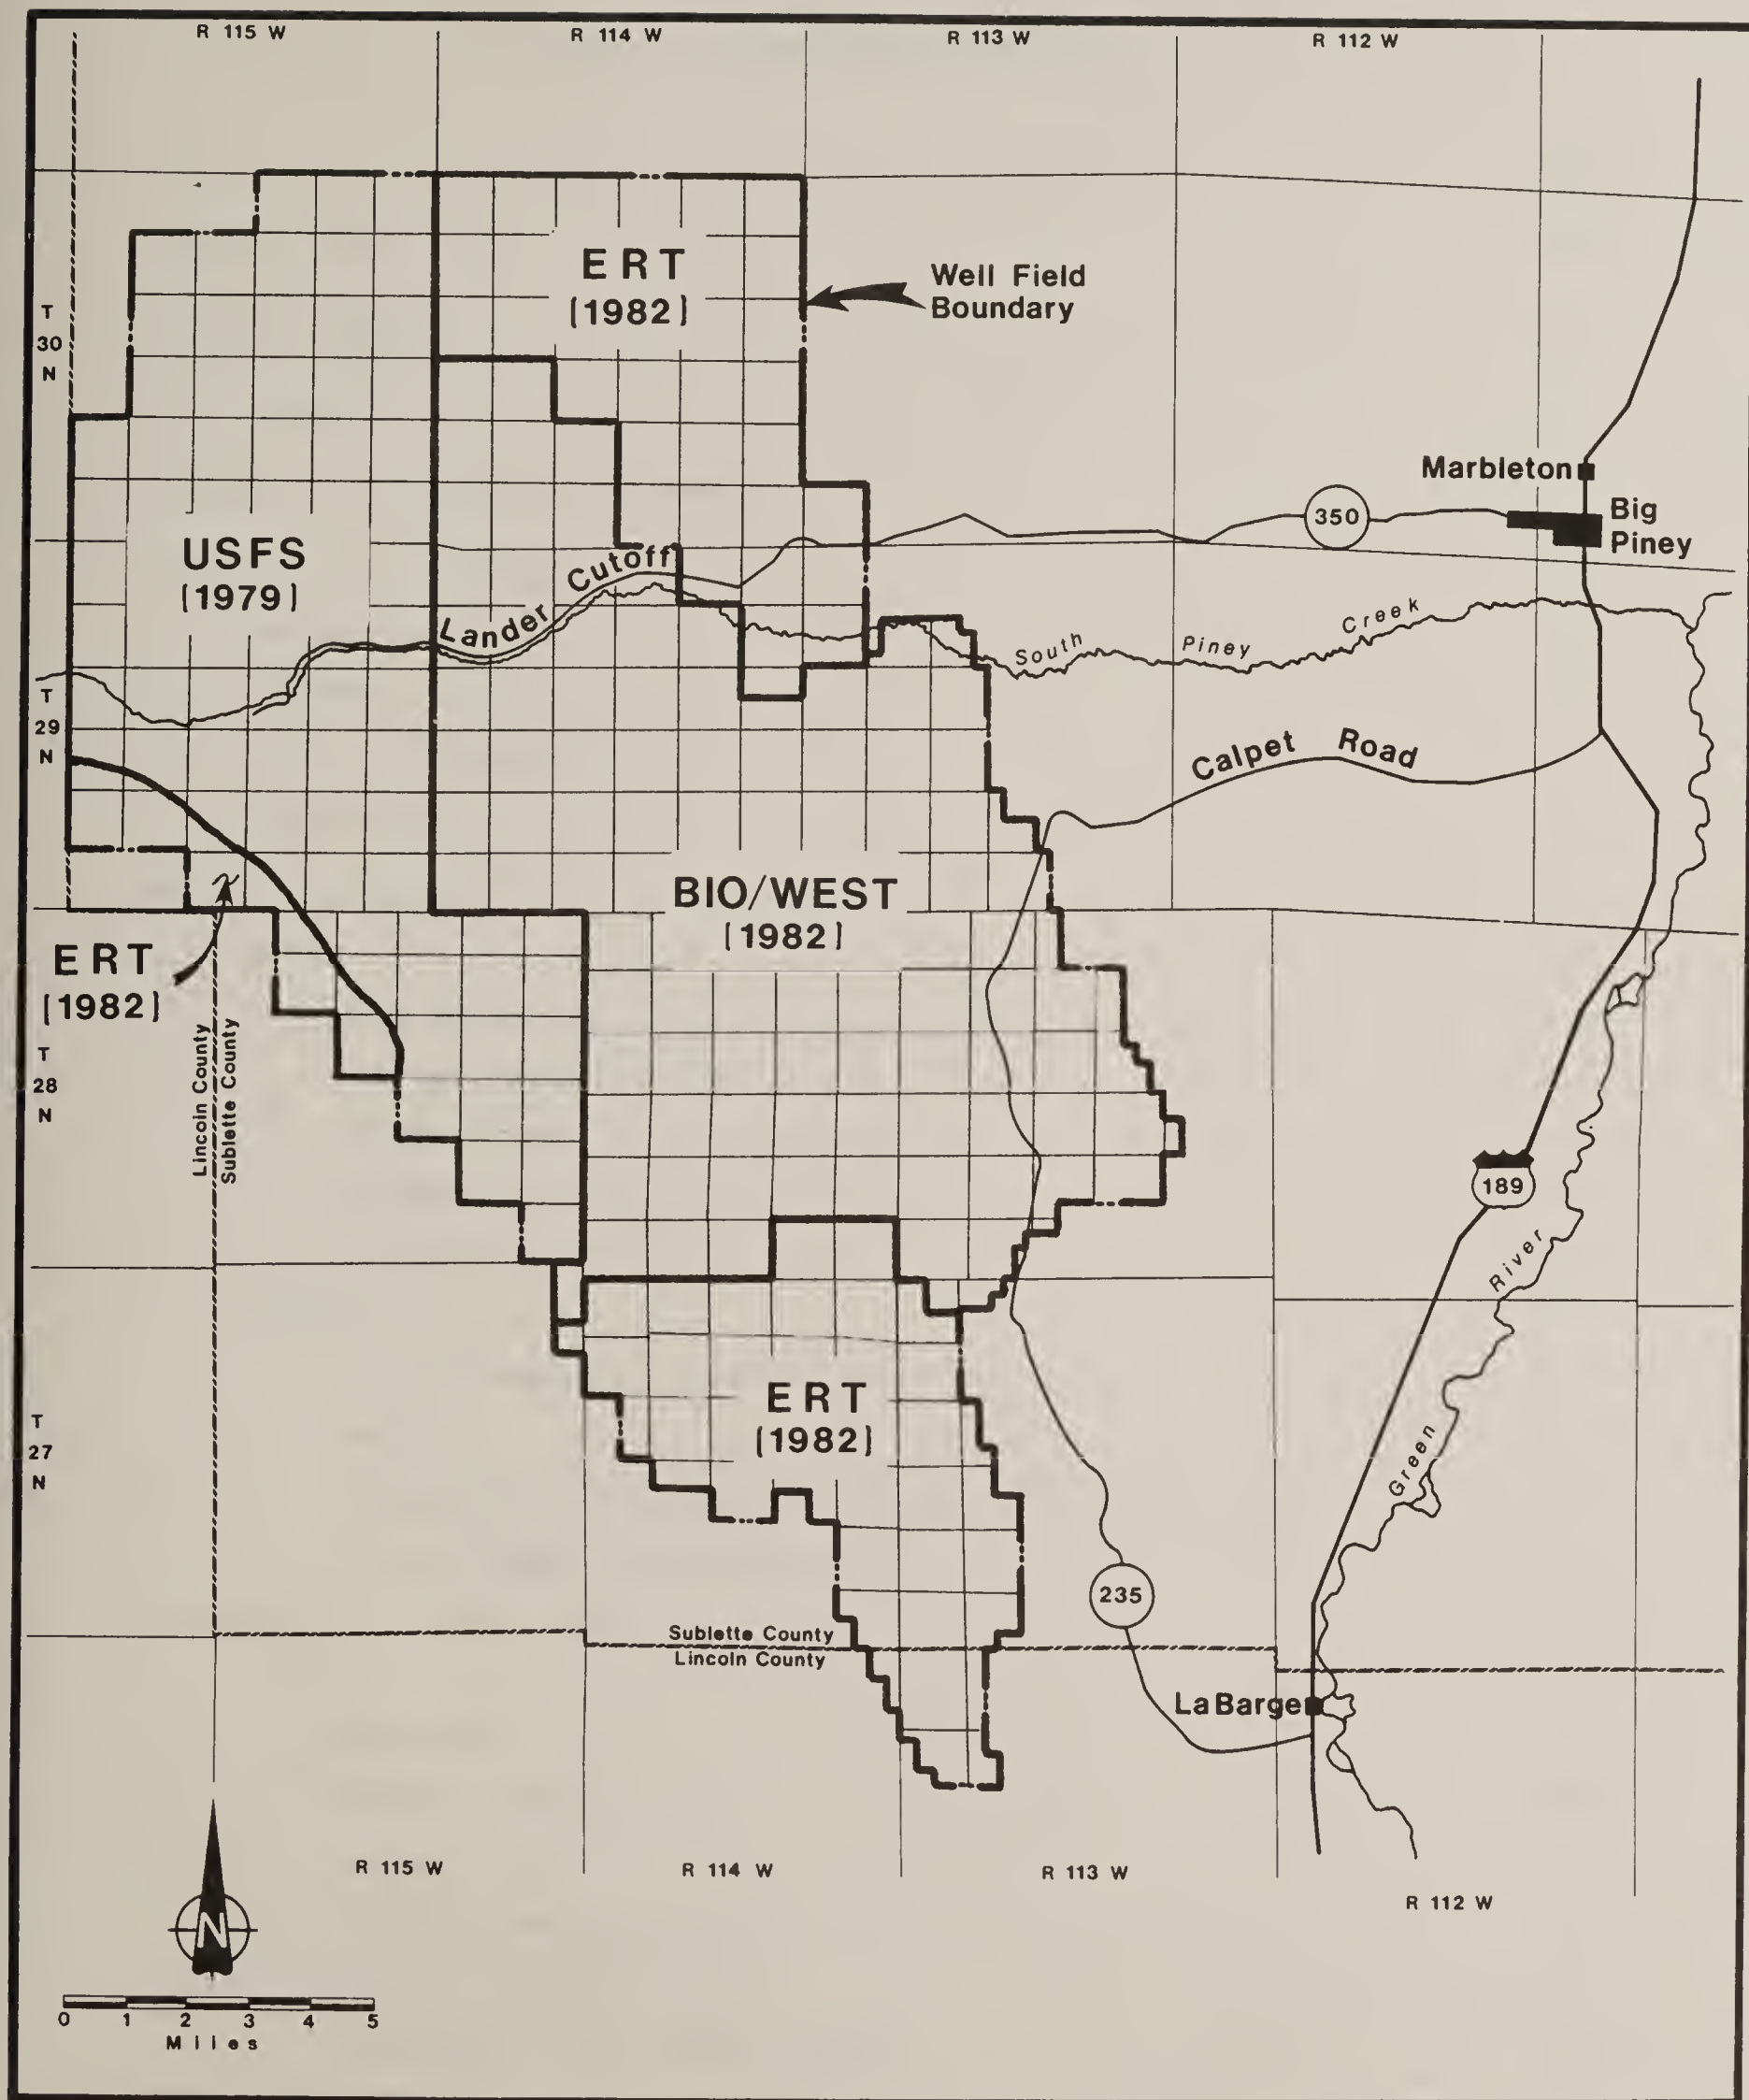 R 115 W
R 114 W
R 113 W
R 112 W
ERT
(1982)
Well Field
Boundary
T
30
N
Marbleton
350
Big
Piney
USFS
(1979)
Lander Cutoff
South Piney Creek
T
29
N
Calpet Road
BIO/WEST
(1982)
ERT
(1982)
Lincoln County
Sublette County
T
28
N
189
Green River
ERT
(1982)
T
27
N
235
Sublette County
Lincoln County
LaBarge
R 115 W
R 114 W
R 113 W
R 112 W
N
0 1 2 3 4 5
Miles